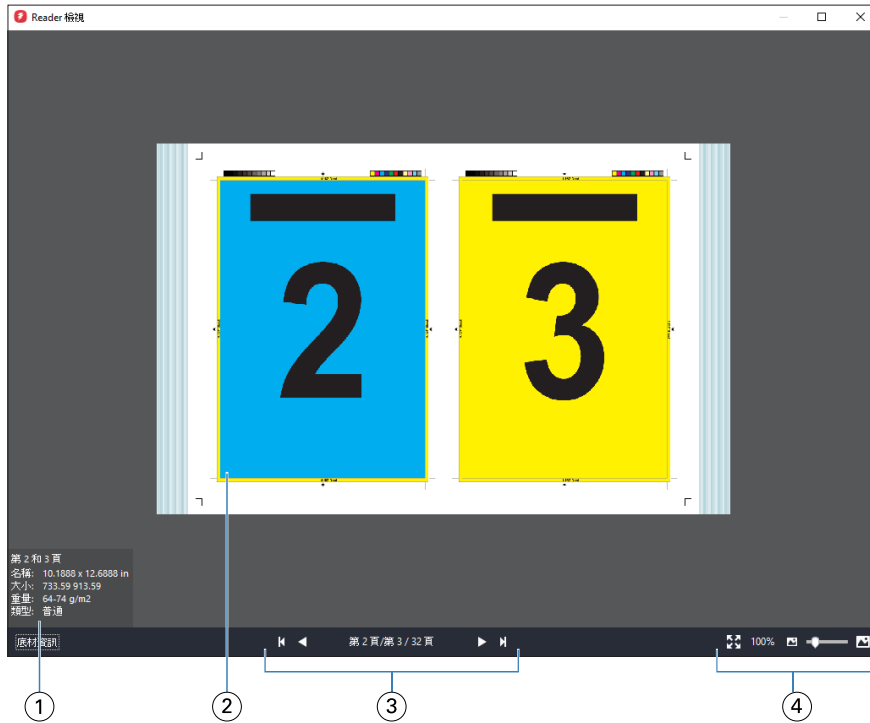 Reader 檢視
2
3
第 2 和 3 頁
名稱: 10.1888 x 12.6888 in
大小: 733.59 913.59
重量: 64-74 g/m2
類型: 普通
底材資訊
第 2 頁/第 3 / 32 頁
100%
1
2
3
4